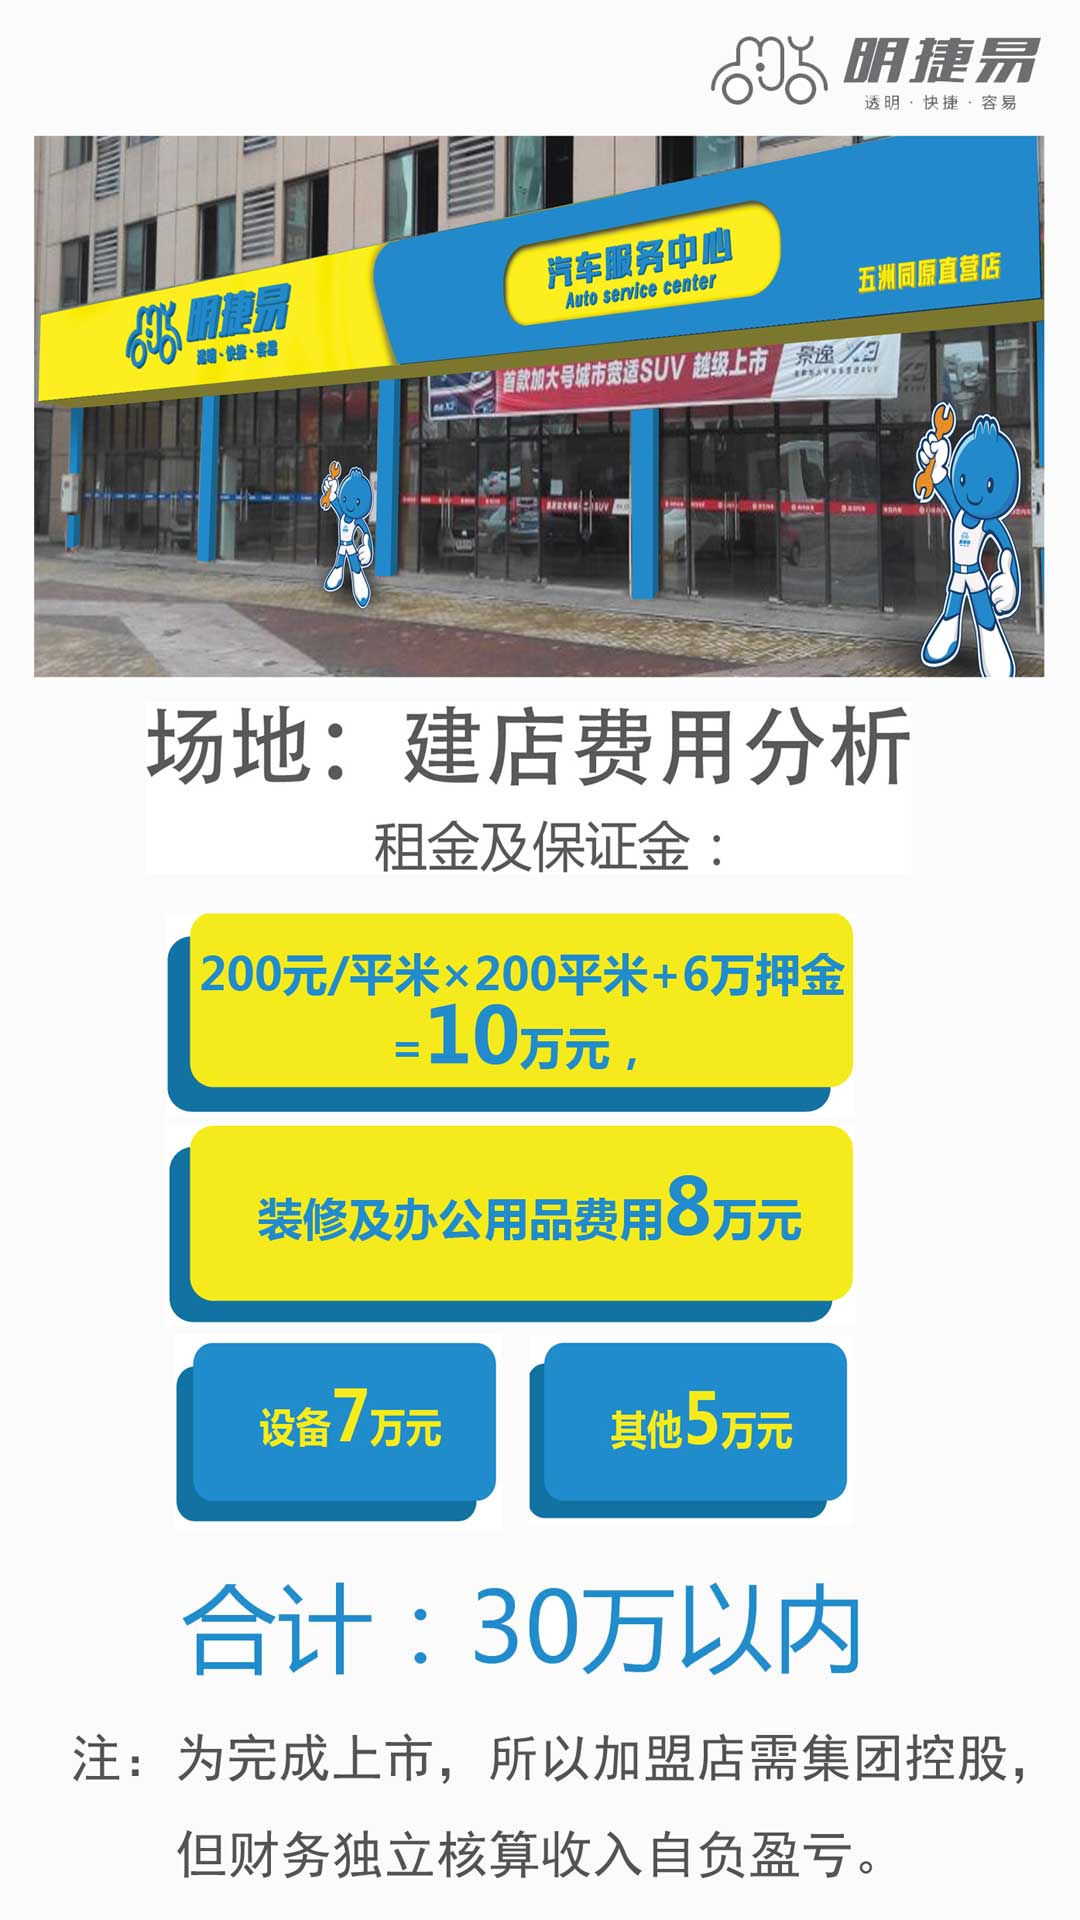 明捷易
透明·快捷·容易
汽车服务中心
Auto service center
五洲同原直营店
明捷易
透明·快捷·容易
首款加大号城市宽适SUV 越级上市
景逸 X3
场地：建店费用分析
租金及保证金：
200元/平米×200平米+6万押金
=10万元，
装修及办公用品费用8万元
设备7万元
其他5万元
合计：30万以内
注：为完成上市，所以加盟店需集团控股，
但财务独立核算收入自负盈亏。